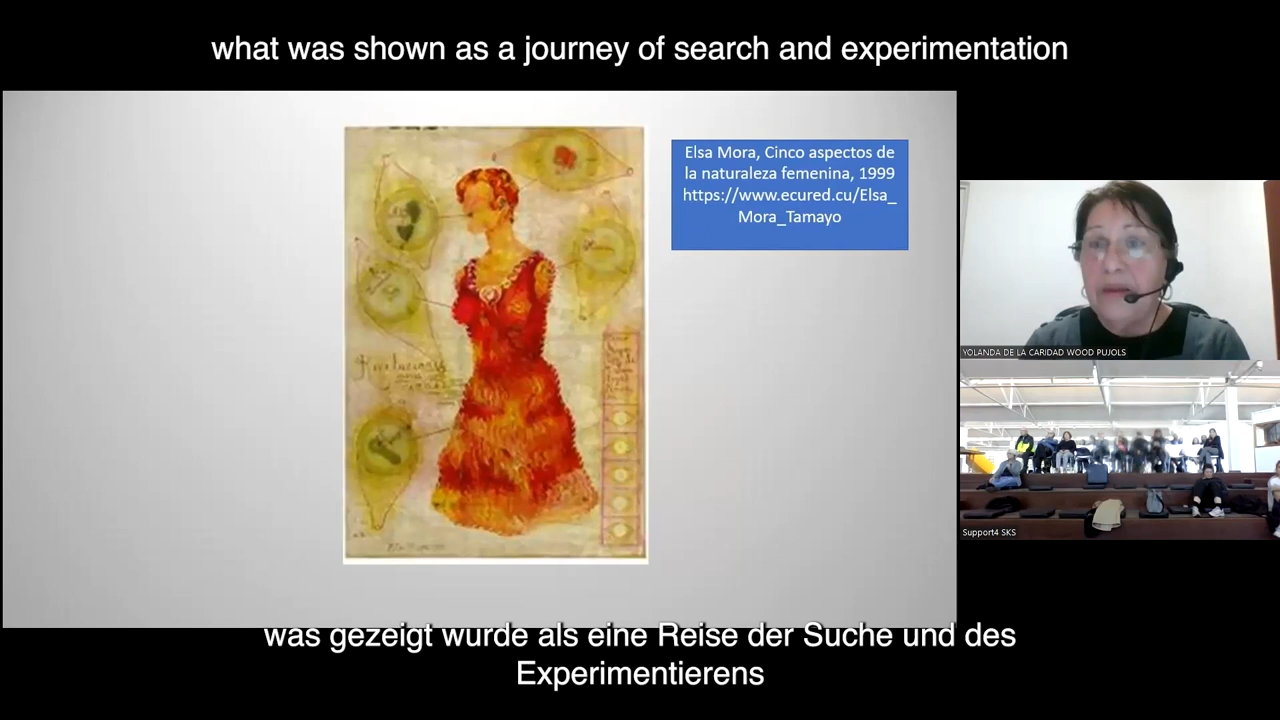 what was shown as a journey of search and experimentation
Elsa Mora, Cinco aspectos de
la naturaleza femenina, 1999
https://www.ecured.cu/Elsa_
Mora_Tamayo
YOLANDA DE LA CARIDAD WOOD PUJOLS
Support4 SKS
was gezeigt wurde als eine Reise der Suche und des
Experimentierens